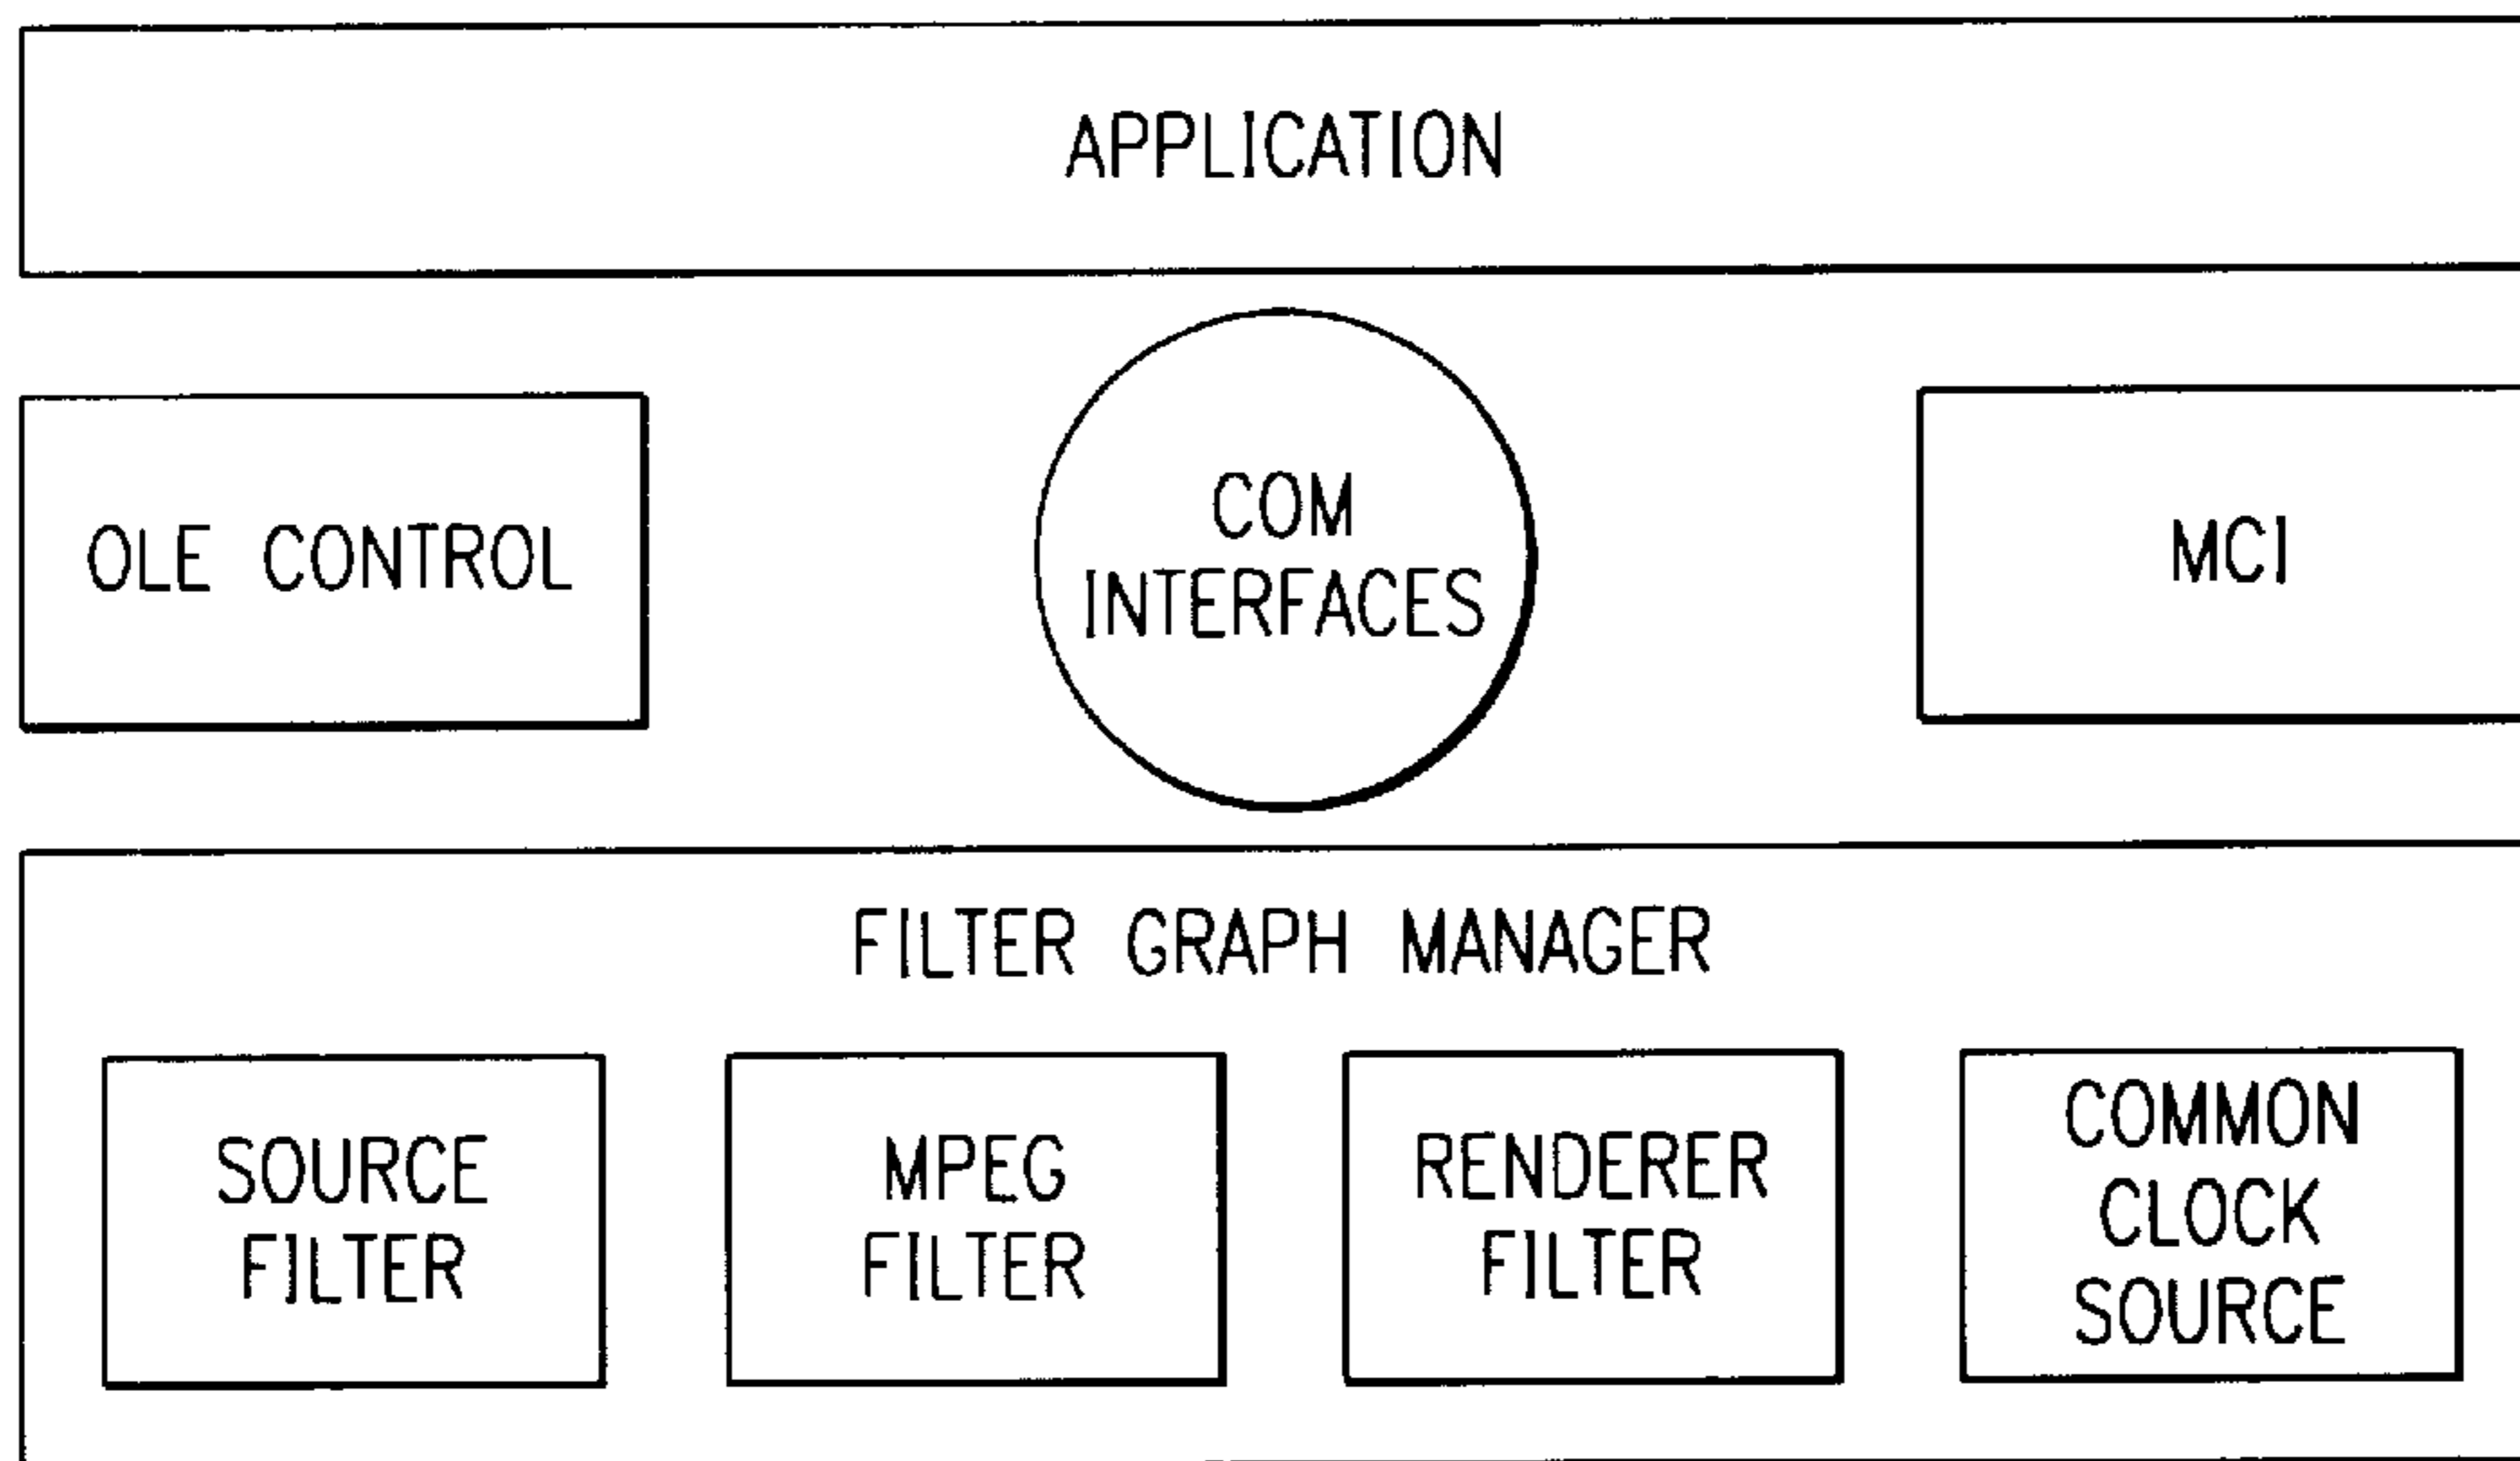 APPLICATION
OLE CONTROL
COM
INTERFACES
MCI
FILTER GRAPH MANAGER
SOURCE
FILTER
MPEG
FILTER
RENDERER
FILTER
COMMON
CLOCK
SOURCE